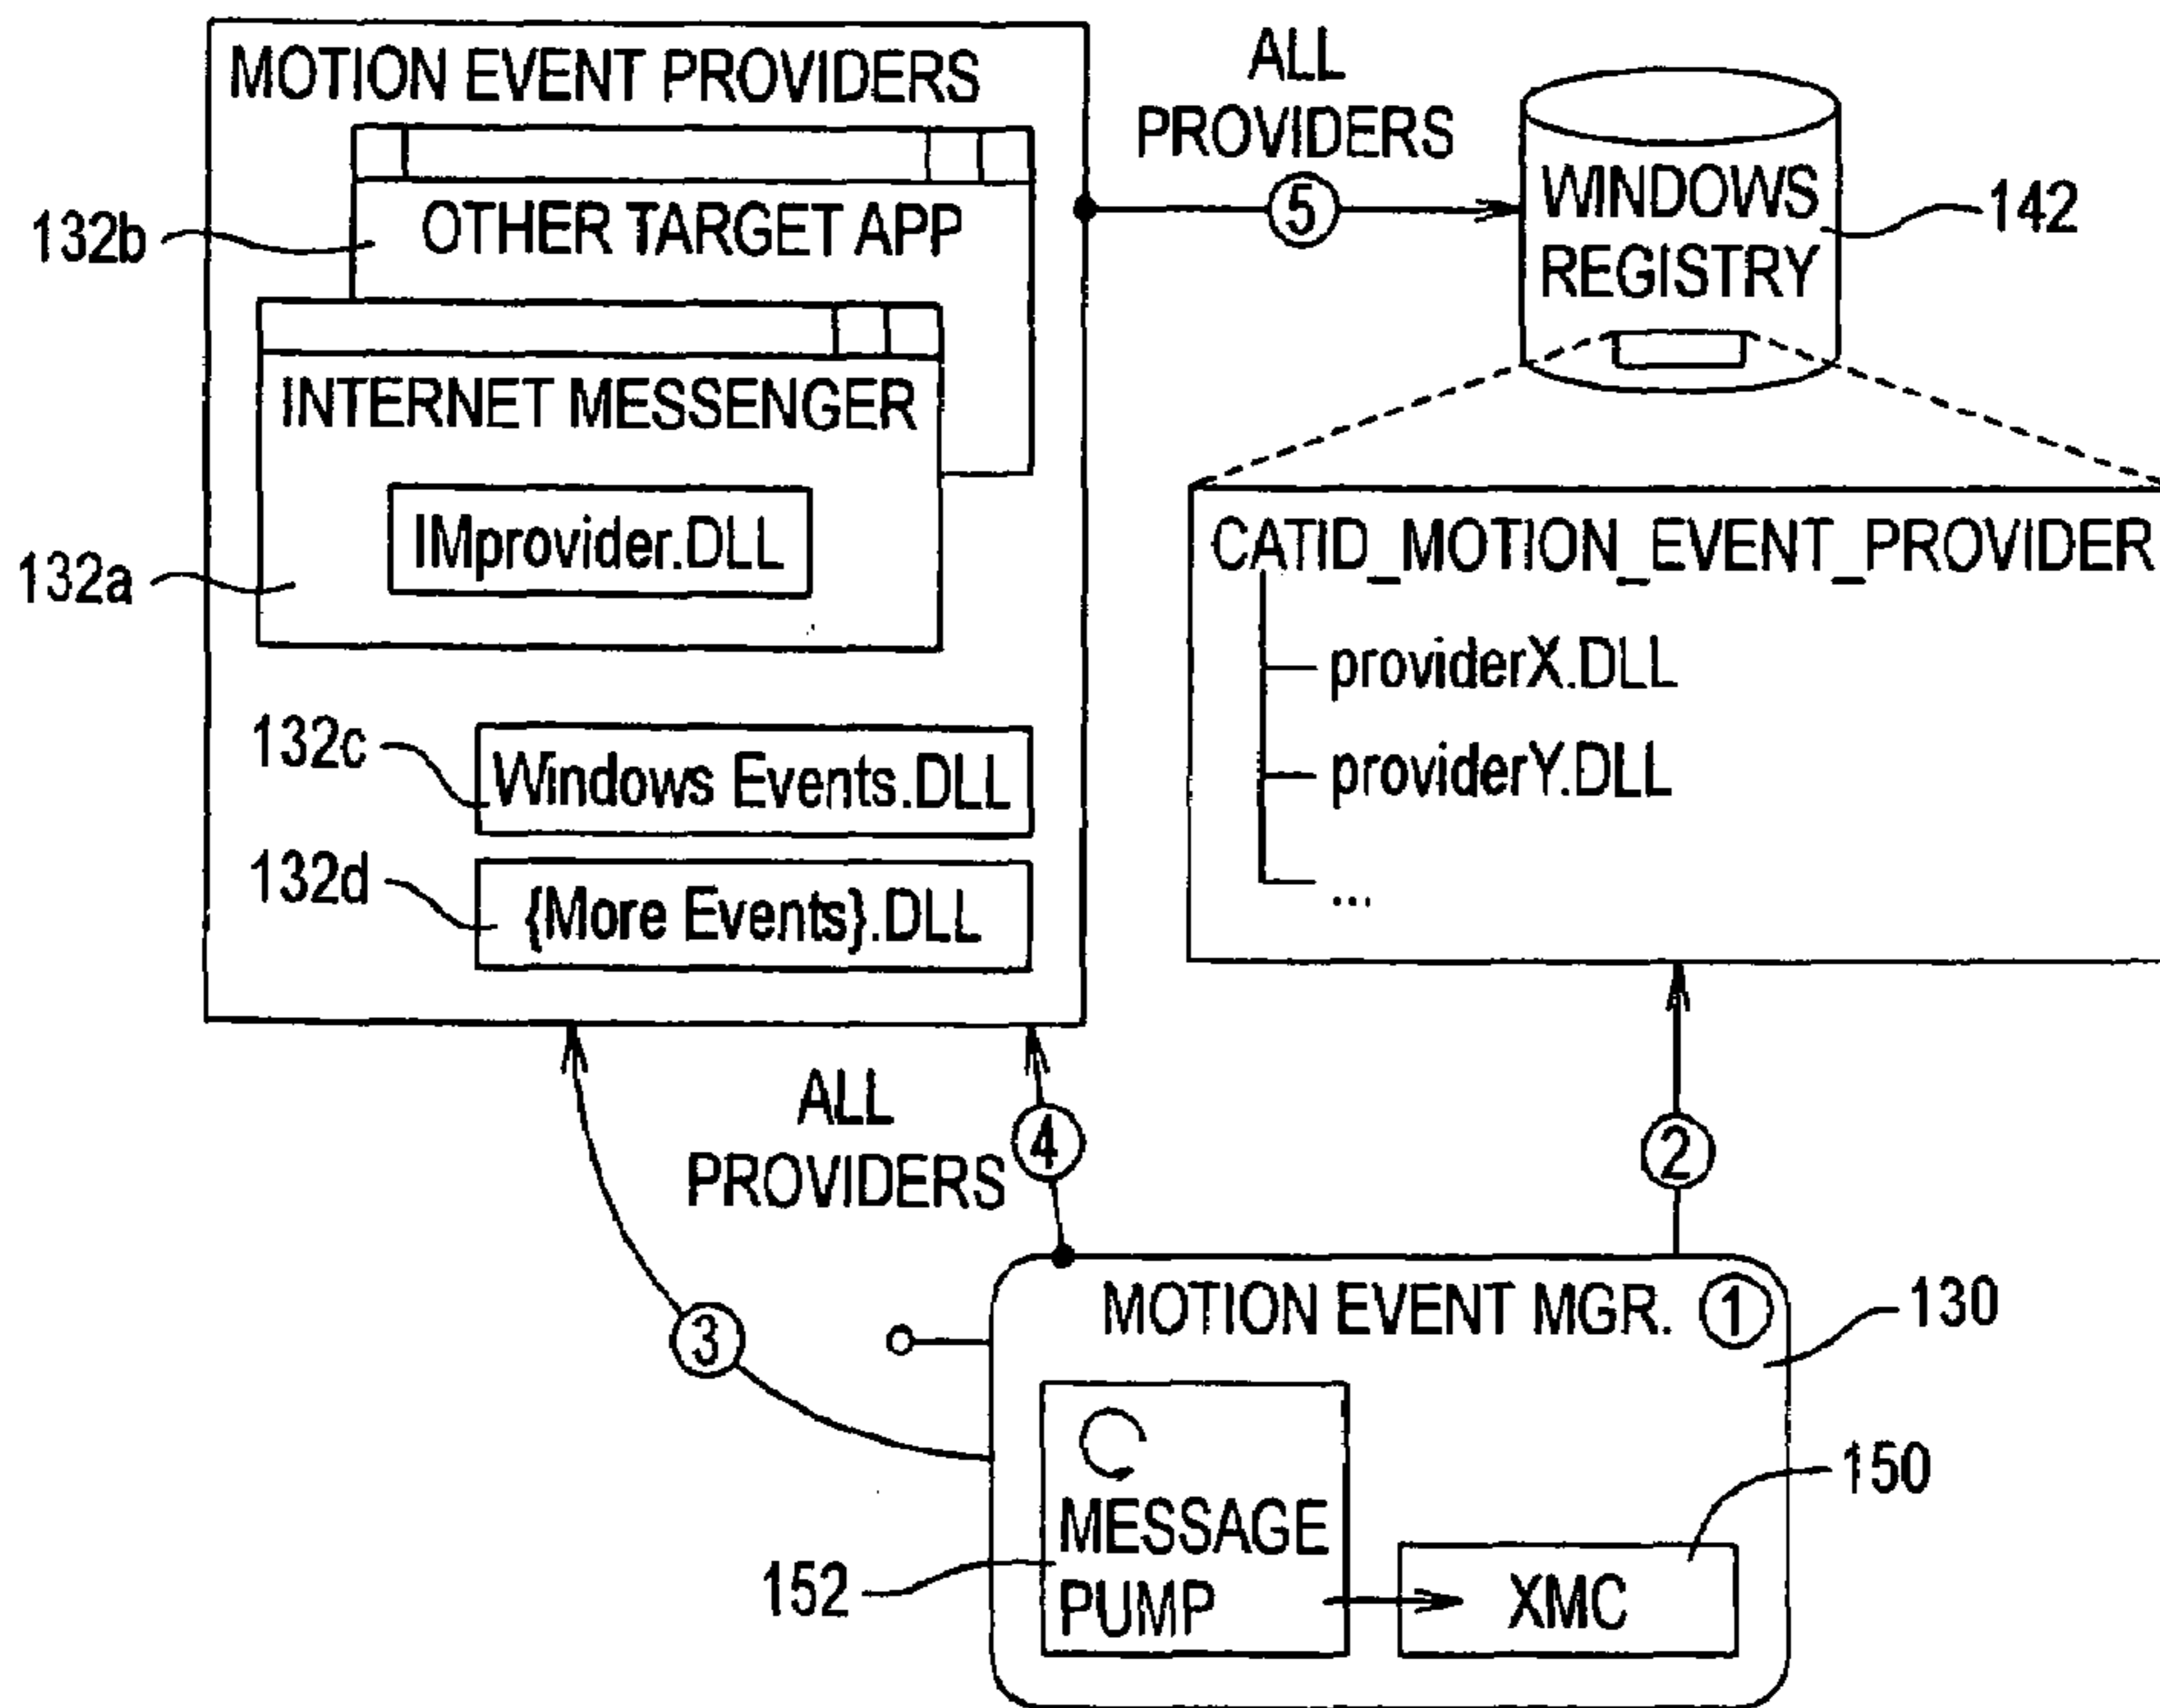 MOTION EVENT PROVIDERS
132b
OTHER TARGET APP
INTERNET MESSENGER
132a
IMprovider.DLL
132c
Windows Events.DLL
132d
{More Events}.DLL
ALL
PROVIDERS
5
WINDOWS
REGISTRY
142
CATID_MOTION_EVENT_PROVIDER
providerX.DLL
providerY.DLL
...
ALL
PROVIDERS
4
2
3
MOTION EVENT MGR.
1
130
MESSAGE
PUMP
152
XMC
150